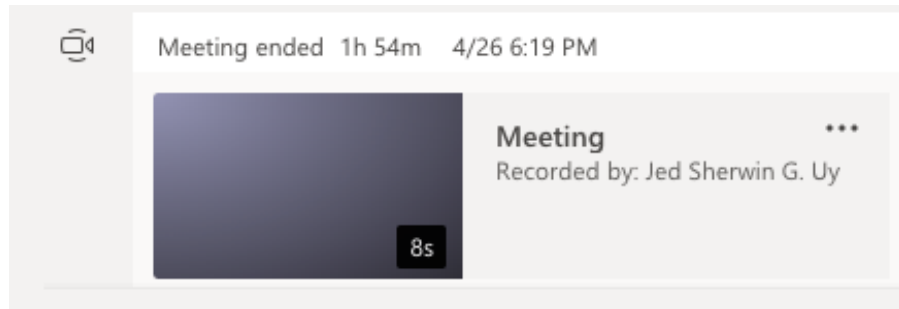 Meeting ended 1h 54m 4/26 6:19 PM
Meeting
Recorded by: Jed Sherwin G. Uy
8s